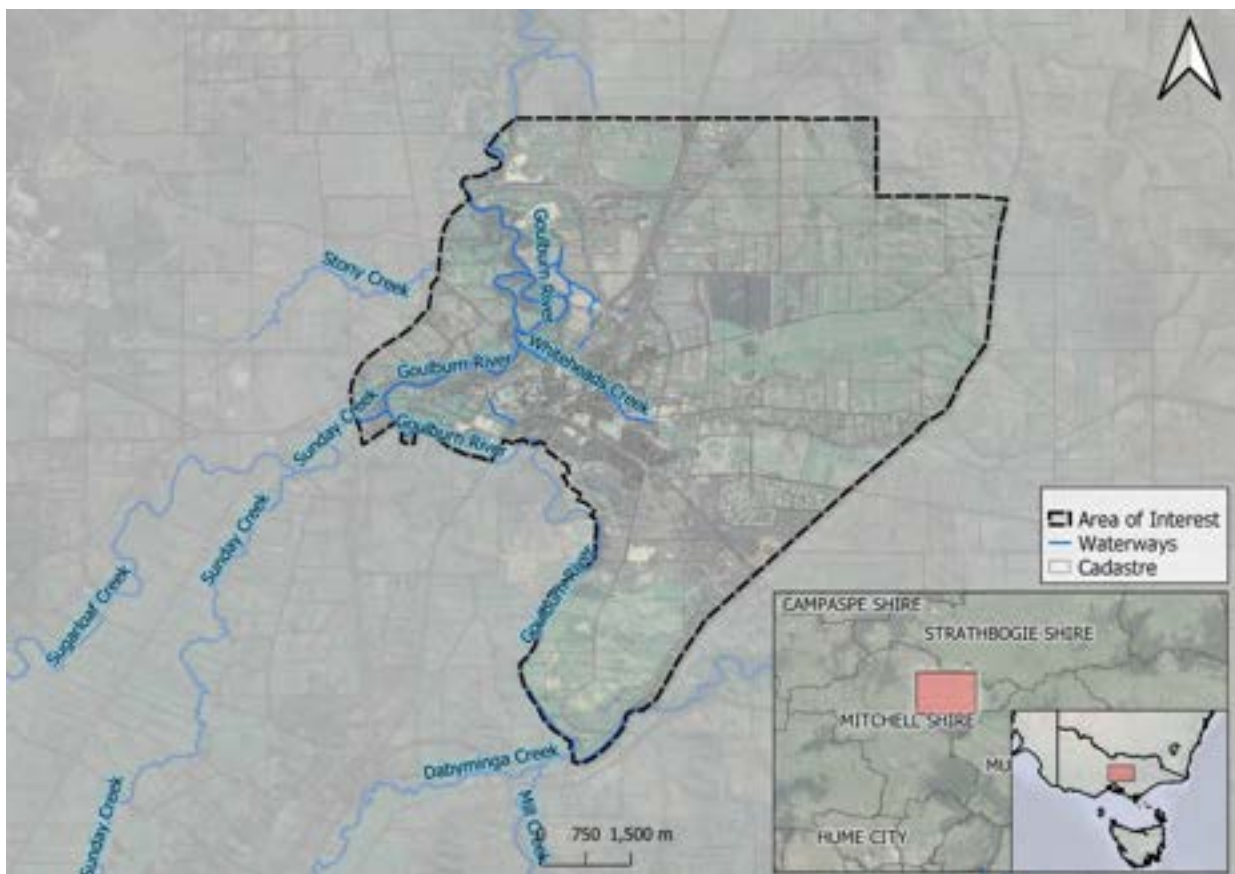 Goulburn River
Stony Creek
Whiteheads Creek
Goulburn River
Sunday Creek
Goulburn River
Sunday Creek
Goulburn River
Sugarloaf Creek
Dabyminga Creek
Mill Creek
Sunday Creek
750 1,500 m
Area of Interest
Waterways
Cadastre
CAMPASPE SHIRE
STRATHBOGIE SHIRE
MITCHELL SHIRE
MU
HUME CITY